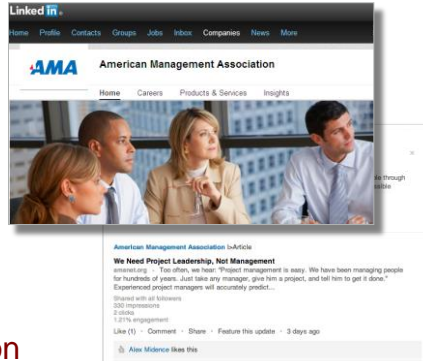 Linked in
Home Profile Contacts Groups Jobs Inbox Companies News More
AMA American Management Association
Home Careers Products & Services Insights
through
American Management Association
We Need Project Leadership, Not Management
amanet.org · Too often, we hear: "Project management is easy. We have been managing people
for hundreds of years. Just take any manager, give him a project, and tell him to get it done."
Experienced project managers will accurately predict...
Shared with all followers
330 impressions
2 clicks
1.21% engagement
Like (1) · Comment · Share · Feature this update · 3 days ago
Alex Midence likes this
on